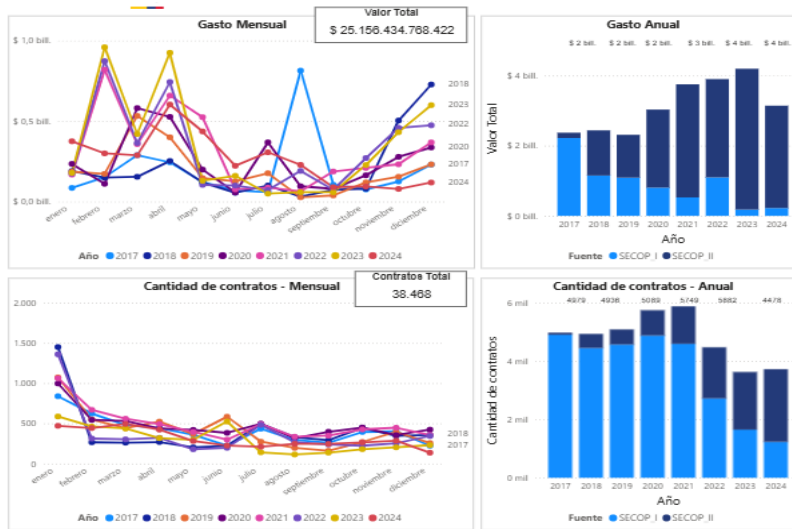 Gasto Mensual
Valor Total
$ 25.156.434.768.422
$ 1,0 bill.
$ 0,5 bill.
$ 0,0 bill.
2018
2023
2022
2020
2017
2024
enero
febrero
marzo
abril
mayo
junio
julio
agosto
septiembre
octubre
noviembre
diciembre
Año 2017 2018 2019 2020 2021 2022 2023 2024
Gasto Anual
$ 2 bill. $ 2 bill. $ 2 bill. $ 3 bill. $ 4 bill. $ 4 bill.
Valor Total
$ 4 bill.
$ 2 bill.
$ 0 bill.
2017 2018 2019 2020 2021 2022 2023 2024
Año
Fuente SECOP_I SECOP_II
Cantidad de contratos - Mensual
Contratos Total
38.468
2.000
1.500
1.000
500
0
2018
2017
enero
febrero
marzo
abril
mayo
junio
julio
agosto
septiembre
octubre
noviembre
diciembre
Año 2017 2018 2019 2020 2021 2022 2023 2024
Cantidad de contratos - Anual
4979 4936 5089 5749 5882 4478
Cantidad de contratos
6 mil
4 mil
2 mil
0 mil
2017 2018 2019 2020 2021 2022 2023 2024
Año
Fuente SECOP_I SECOP_II